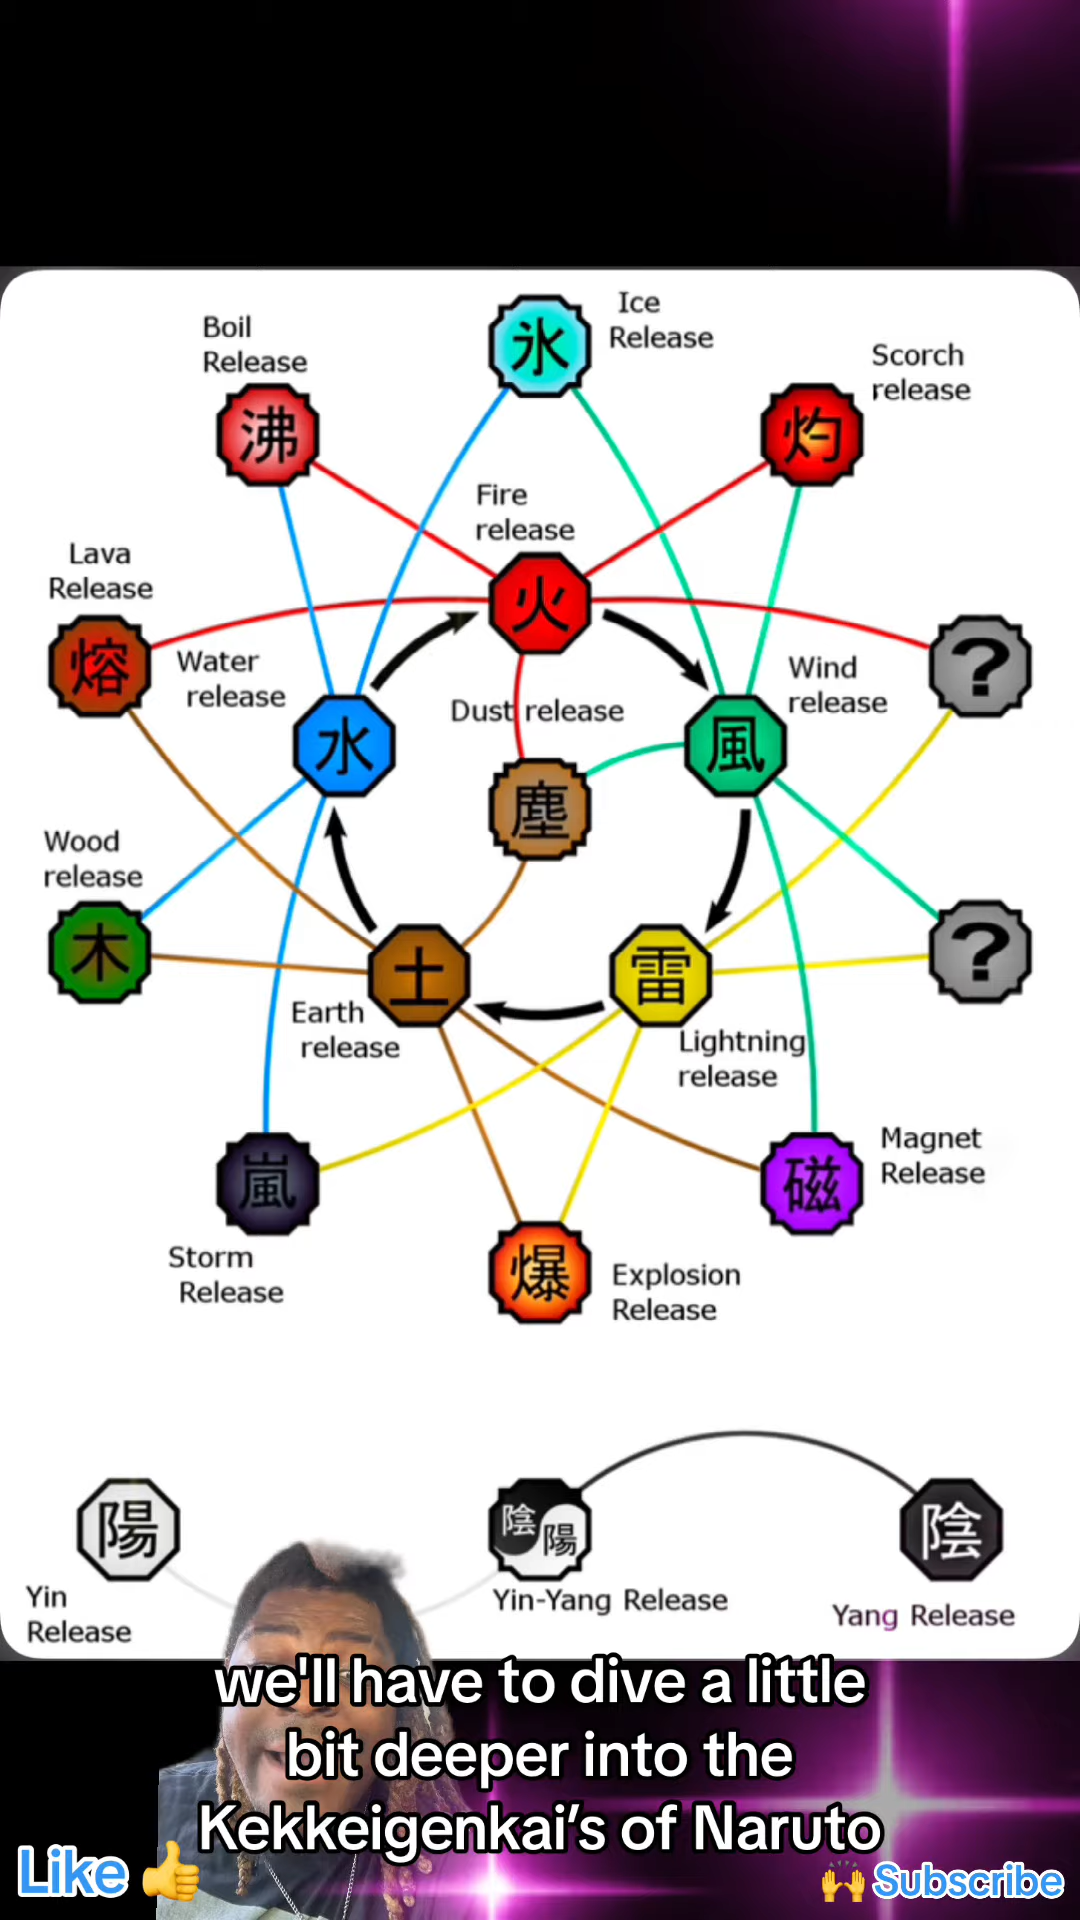 Ice
Release
氷
Boil
Release
沸
Scorch
release
灼
Fire
release
火
Lava
Release
熔
Water
release
水
Wind
release
風
?
Dust release
塵
Wood
release
木
Earth
release
土
雷
Lightning
release
?
Magnet
Release
磁
嵐
Storm
Release
爆
Explosion
Release
陽
Yin
Release
陰
陽
Yin-Yang Release
陰
Yang Release
we'll have to dive a little
bit deeper into the
Kekkeigenkai’s of Naruto
Like 👍
🙌 Subscribe